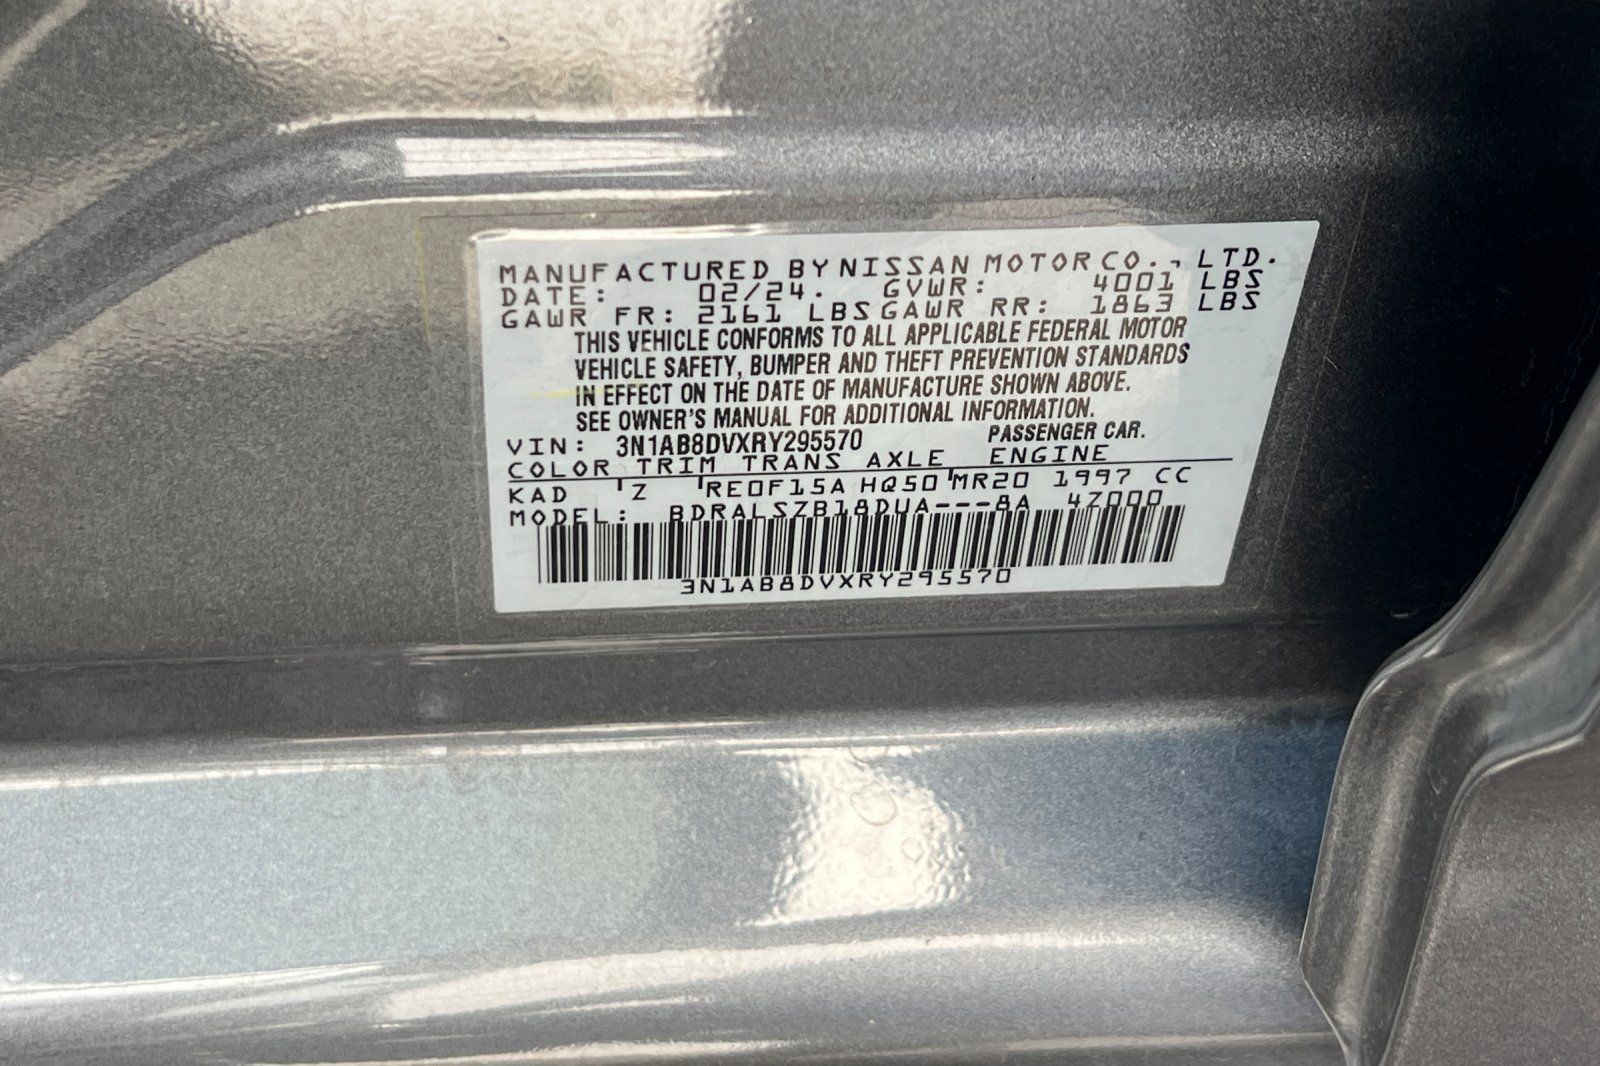 MANUFACTURED BY NISSAN MOTOR CO., LTD.
DATE: 02/24. GVWR: 4001 LBS
GAWR FR: 2161 LBS GAWR RR: 1863 LBS
THIS VEHICLE CONFORMS TO ALL APPLICABLE FEDERAL MOTOR
VEHICLE SAFETY, BUMPER AND THEFT PREVENTION STANDARDS
IN EFFECT ON THE DATE OF MANUFACTURE SHOWN ABOVE.
SEE OWNER'S MANUAL FOR ADDITIONAL INFORMATION.
VIN: 3N1AB8DVXRY295570 PASSENGER CAR.
COLOR TRIM TRANS AXLE ENGINE
KAD Z RE0F15A HQ50 MR20 1997 CC
MODEL: BDRALSZB18DUA---8A 4Z000
3N1AB8DVXRY295570